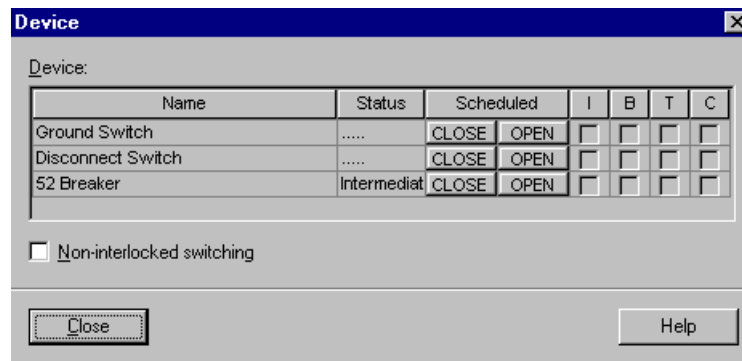 Device
Device:
Name Status Scheduled I B T C
Ground Switch ..... CLOSE OPEN
Disconnect Switch ..... CLOSE OPEN
52 Breaker Intermediat CLOSE OPEN
Non-interlocked switching
Close Help